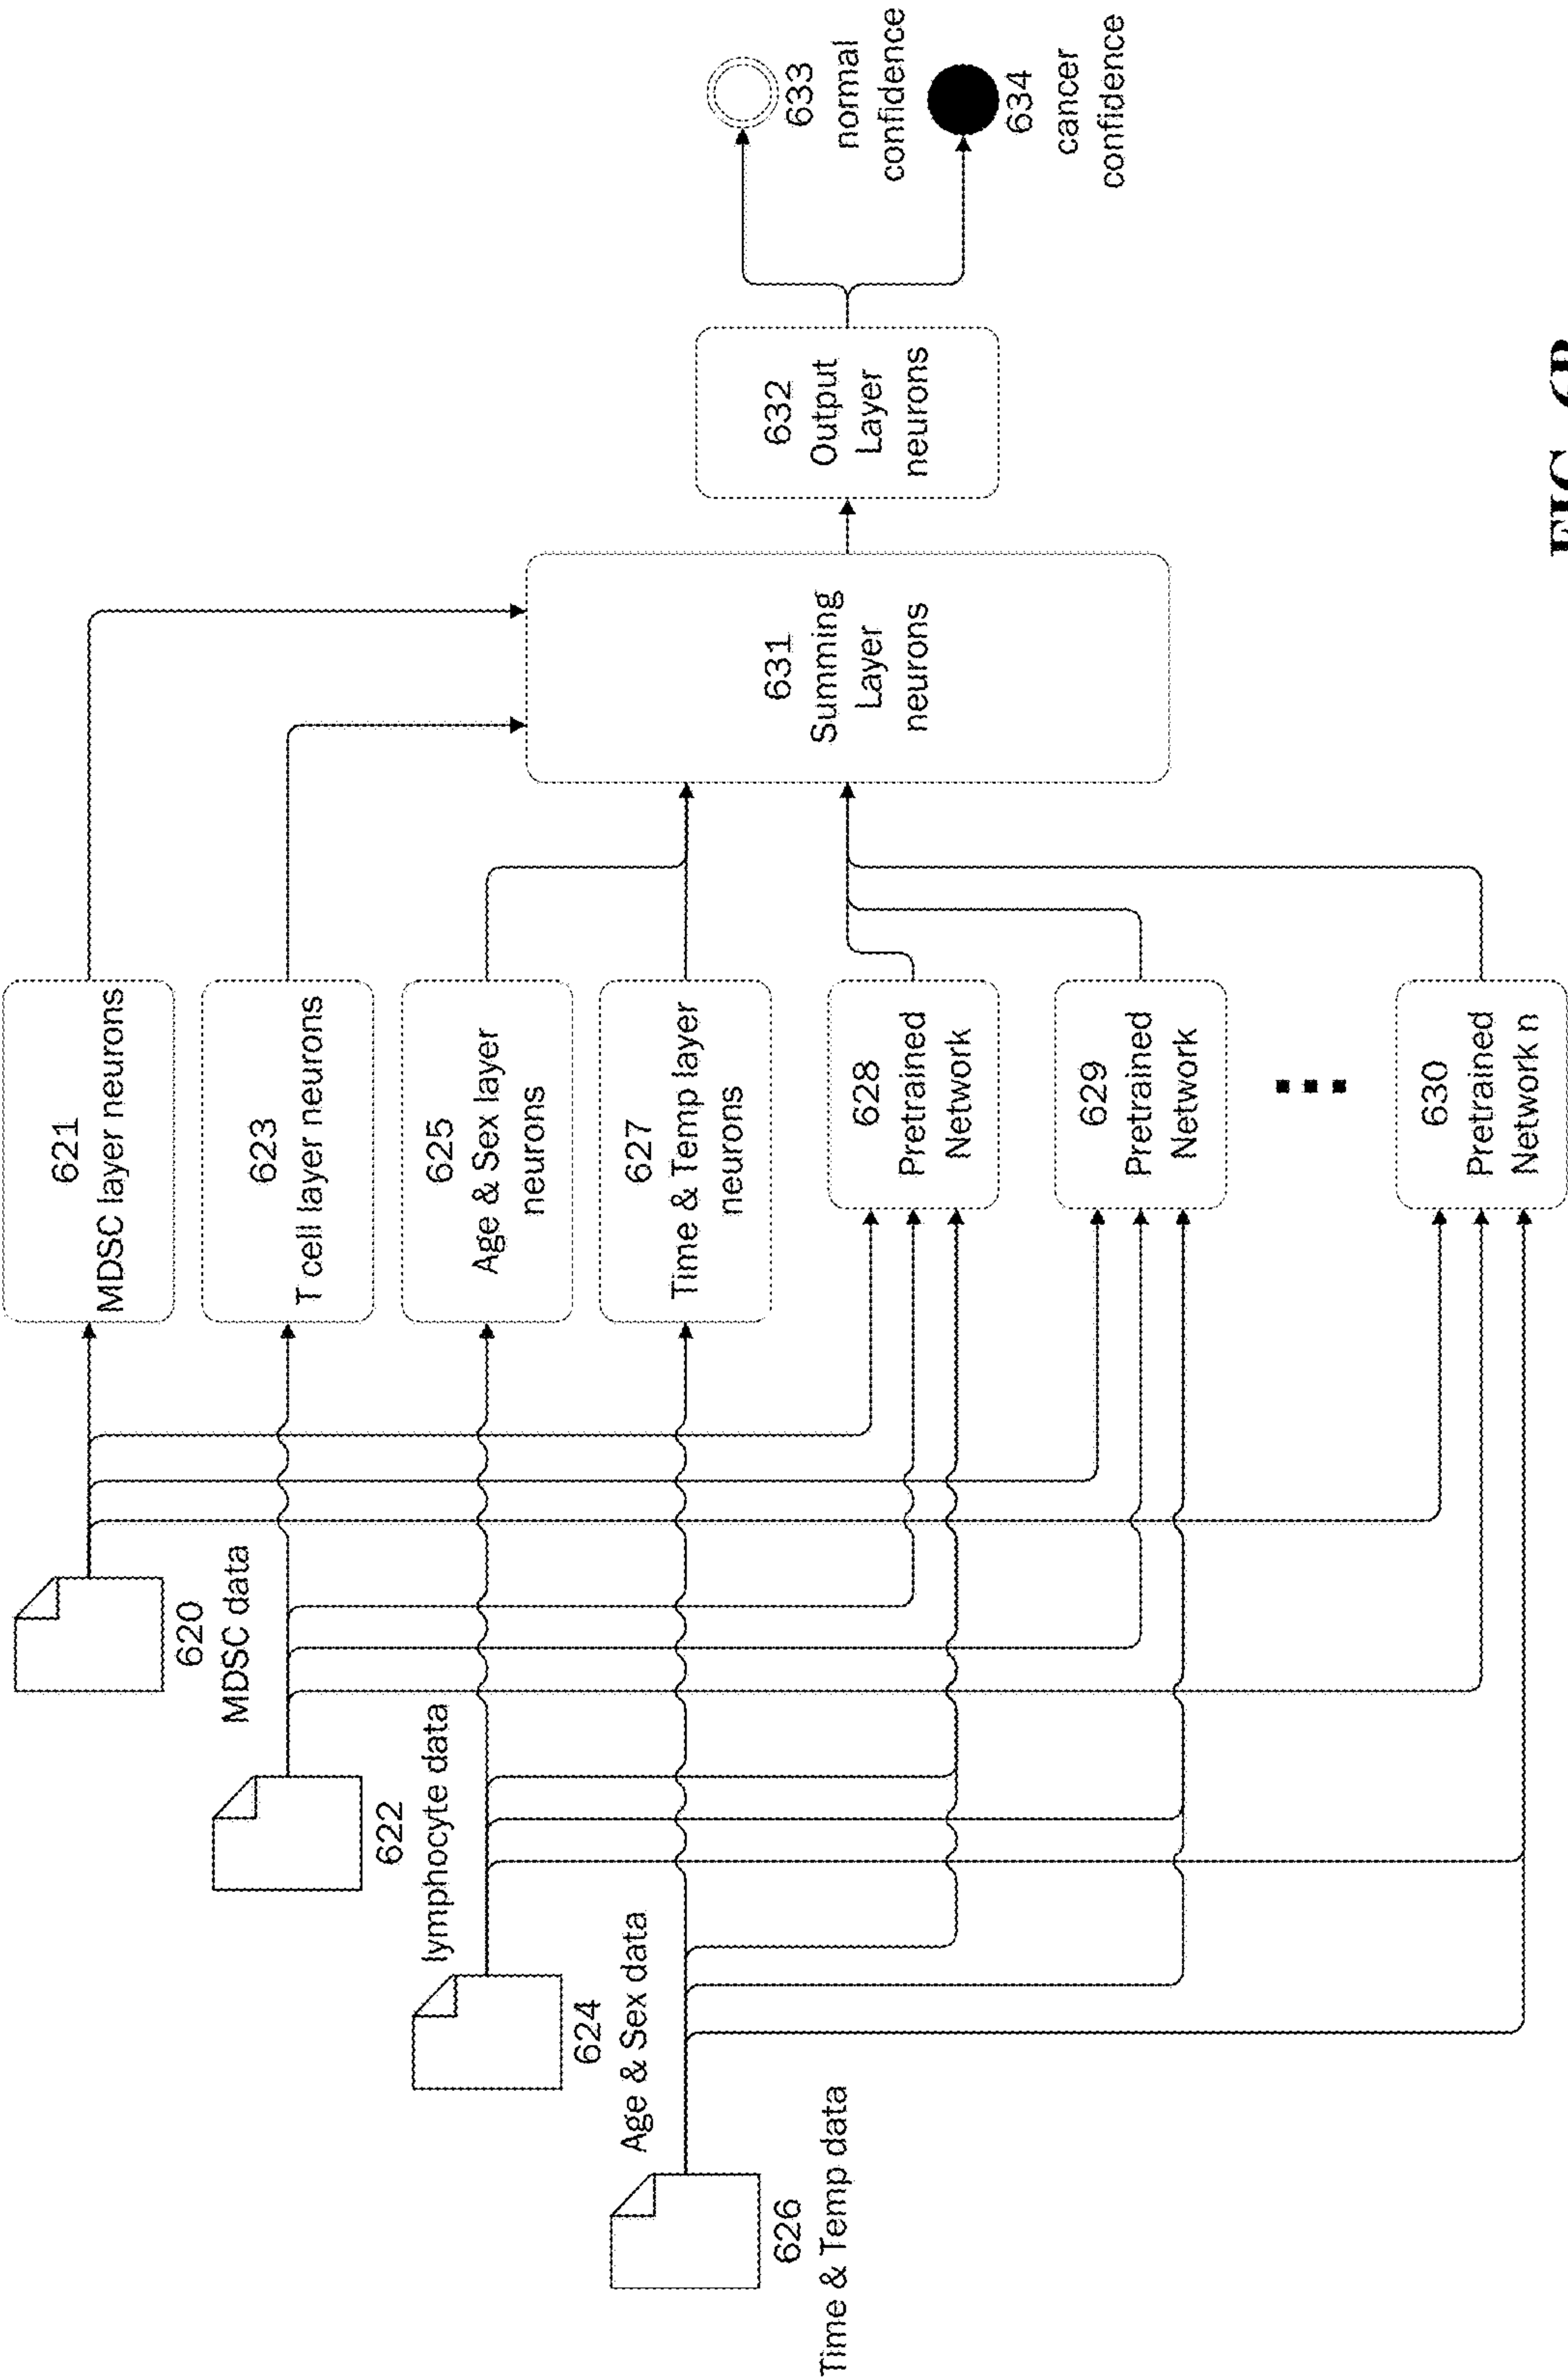 620
MDSC data
622
lymphocyte data
624
Age & Sex data
626
Time & Temp data
621
MDSC layer neurons
623
T cell layer neurons
625
Age & Sex layer
neurons
627
Time & Temp layer
neurons
628
Pretrained
Network
629
Pretrained
Network
630
Pretrained
Network n
631
Summing
Layer
neurons
632
Output
Layer
neurons
633
normal
confidence
634
cancer
confidence